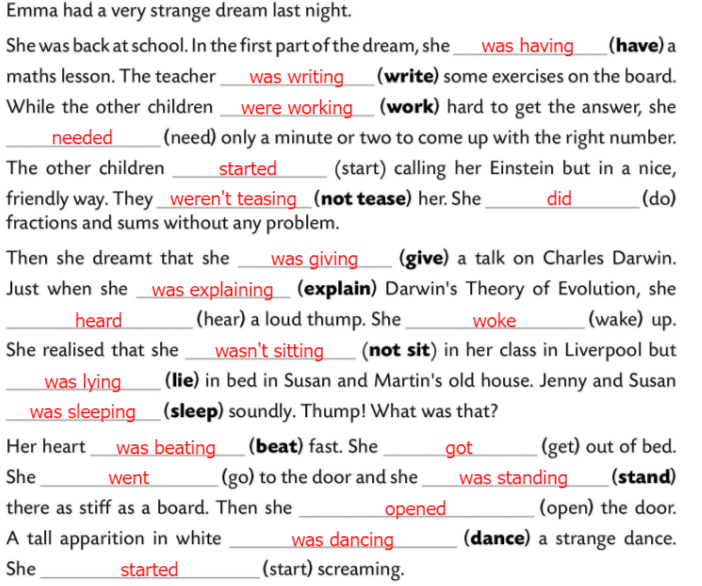 Emma had a very strange dream last night.
She was back at school. In the first part of the dream, she was having (have) a
maths lesson. The teacher was writing (write) some exercises on the board.
While the other children were working (work) hard to get the answer, she
needed (need) only a minute or two to come up with the right number.
The other children started (start) calling her Einstein but in a nice,
friendly way. They weren't teasing (not tease) her. She did (do)
fractions and sums without any problem.
Then she dreamt that she was giving (give) a talk on Charles Darwin.
Just when she was explaining (explain) Darwin's Theory of Evolution, she
heard (hear) a loud thump. She woke (wake) up.
She realised that she wasn't sitting (not sit) in her class in Liverpool but
was lying (lie) in bed in Susan and Martin's old house. Jenny and Susan
was sleeping (sleep) soundly. Thump! What was that?
Her heart was beating (beat) fast. She got (get) out of bed.
She went (go) to the door and she was standing (stand)
there as stiff as a board. Then she opened (open) the door.
A tall apparition in white was dancing (dance) a strange dance.
She started (start) screaming.